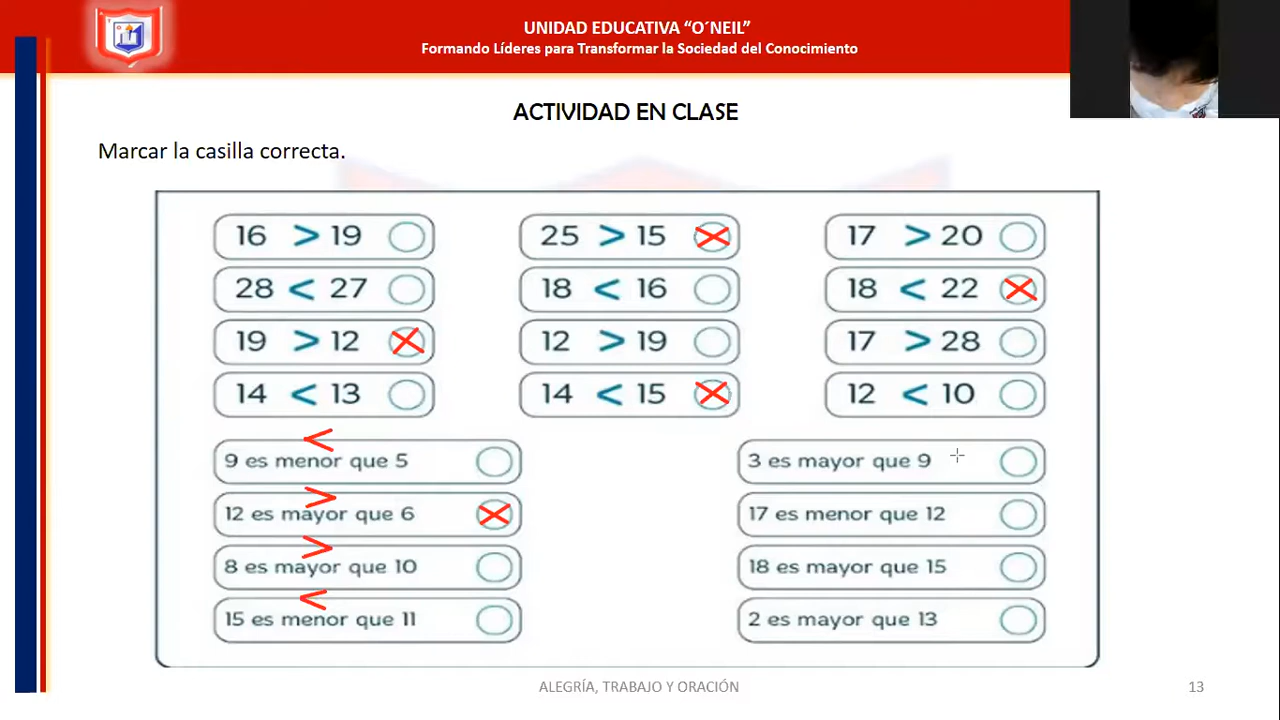 UNIDAD EDUCATIVA “O´NEIL”
Formando Líderes para Transformar la Sociedad del Conocimiento
ACTIVIDAD EN CLASE
Marcar la casilla correcta.
16 > 19
25 > 15
17 > 20
28 < 27
18 < 16
18 < 22
19 > 12
12 > 19
17 > 28
14 < 13
14 < 15
12 < 10
<
9 es menor que 5
3 es mayor que 9
>
12 es mayor que 6
17 es menor que 12
>
8 es mayor que 10
18 es mayor que 15
<
15 es menor que 11
2 es mayor que 13
ALEGRÍA, TRABAJO Y ORACIÓN
13